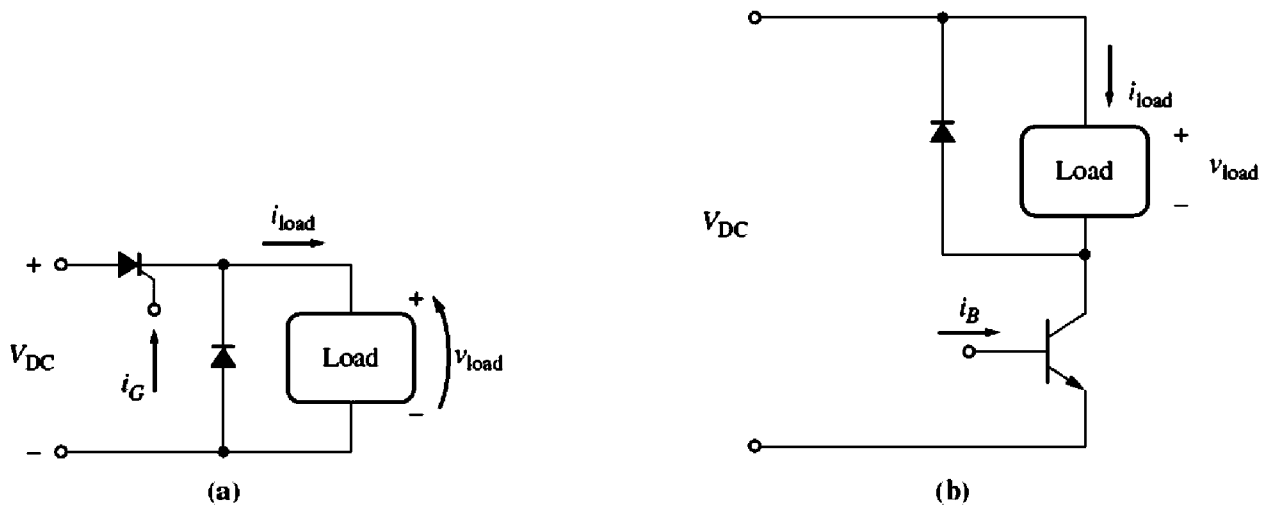 i_load
+
V_DC
i_G
Load
+
v_load
−
−
(a)
i_load
Load
+
v_load
−
V_DC
i_B
(b)